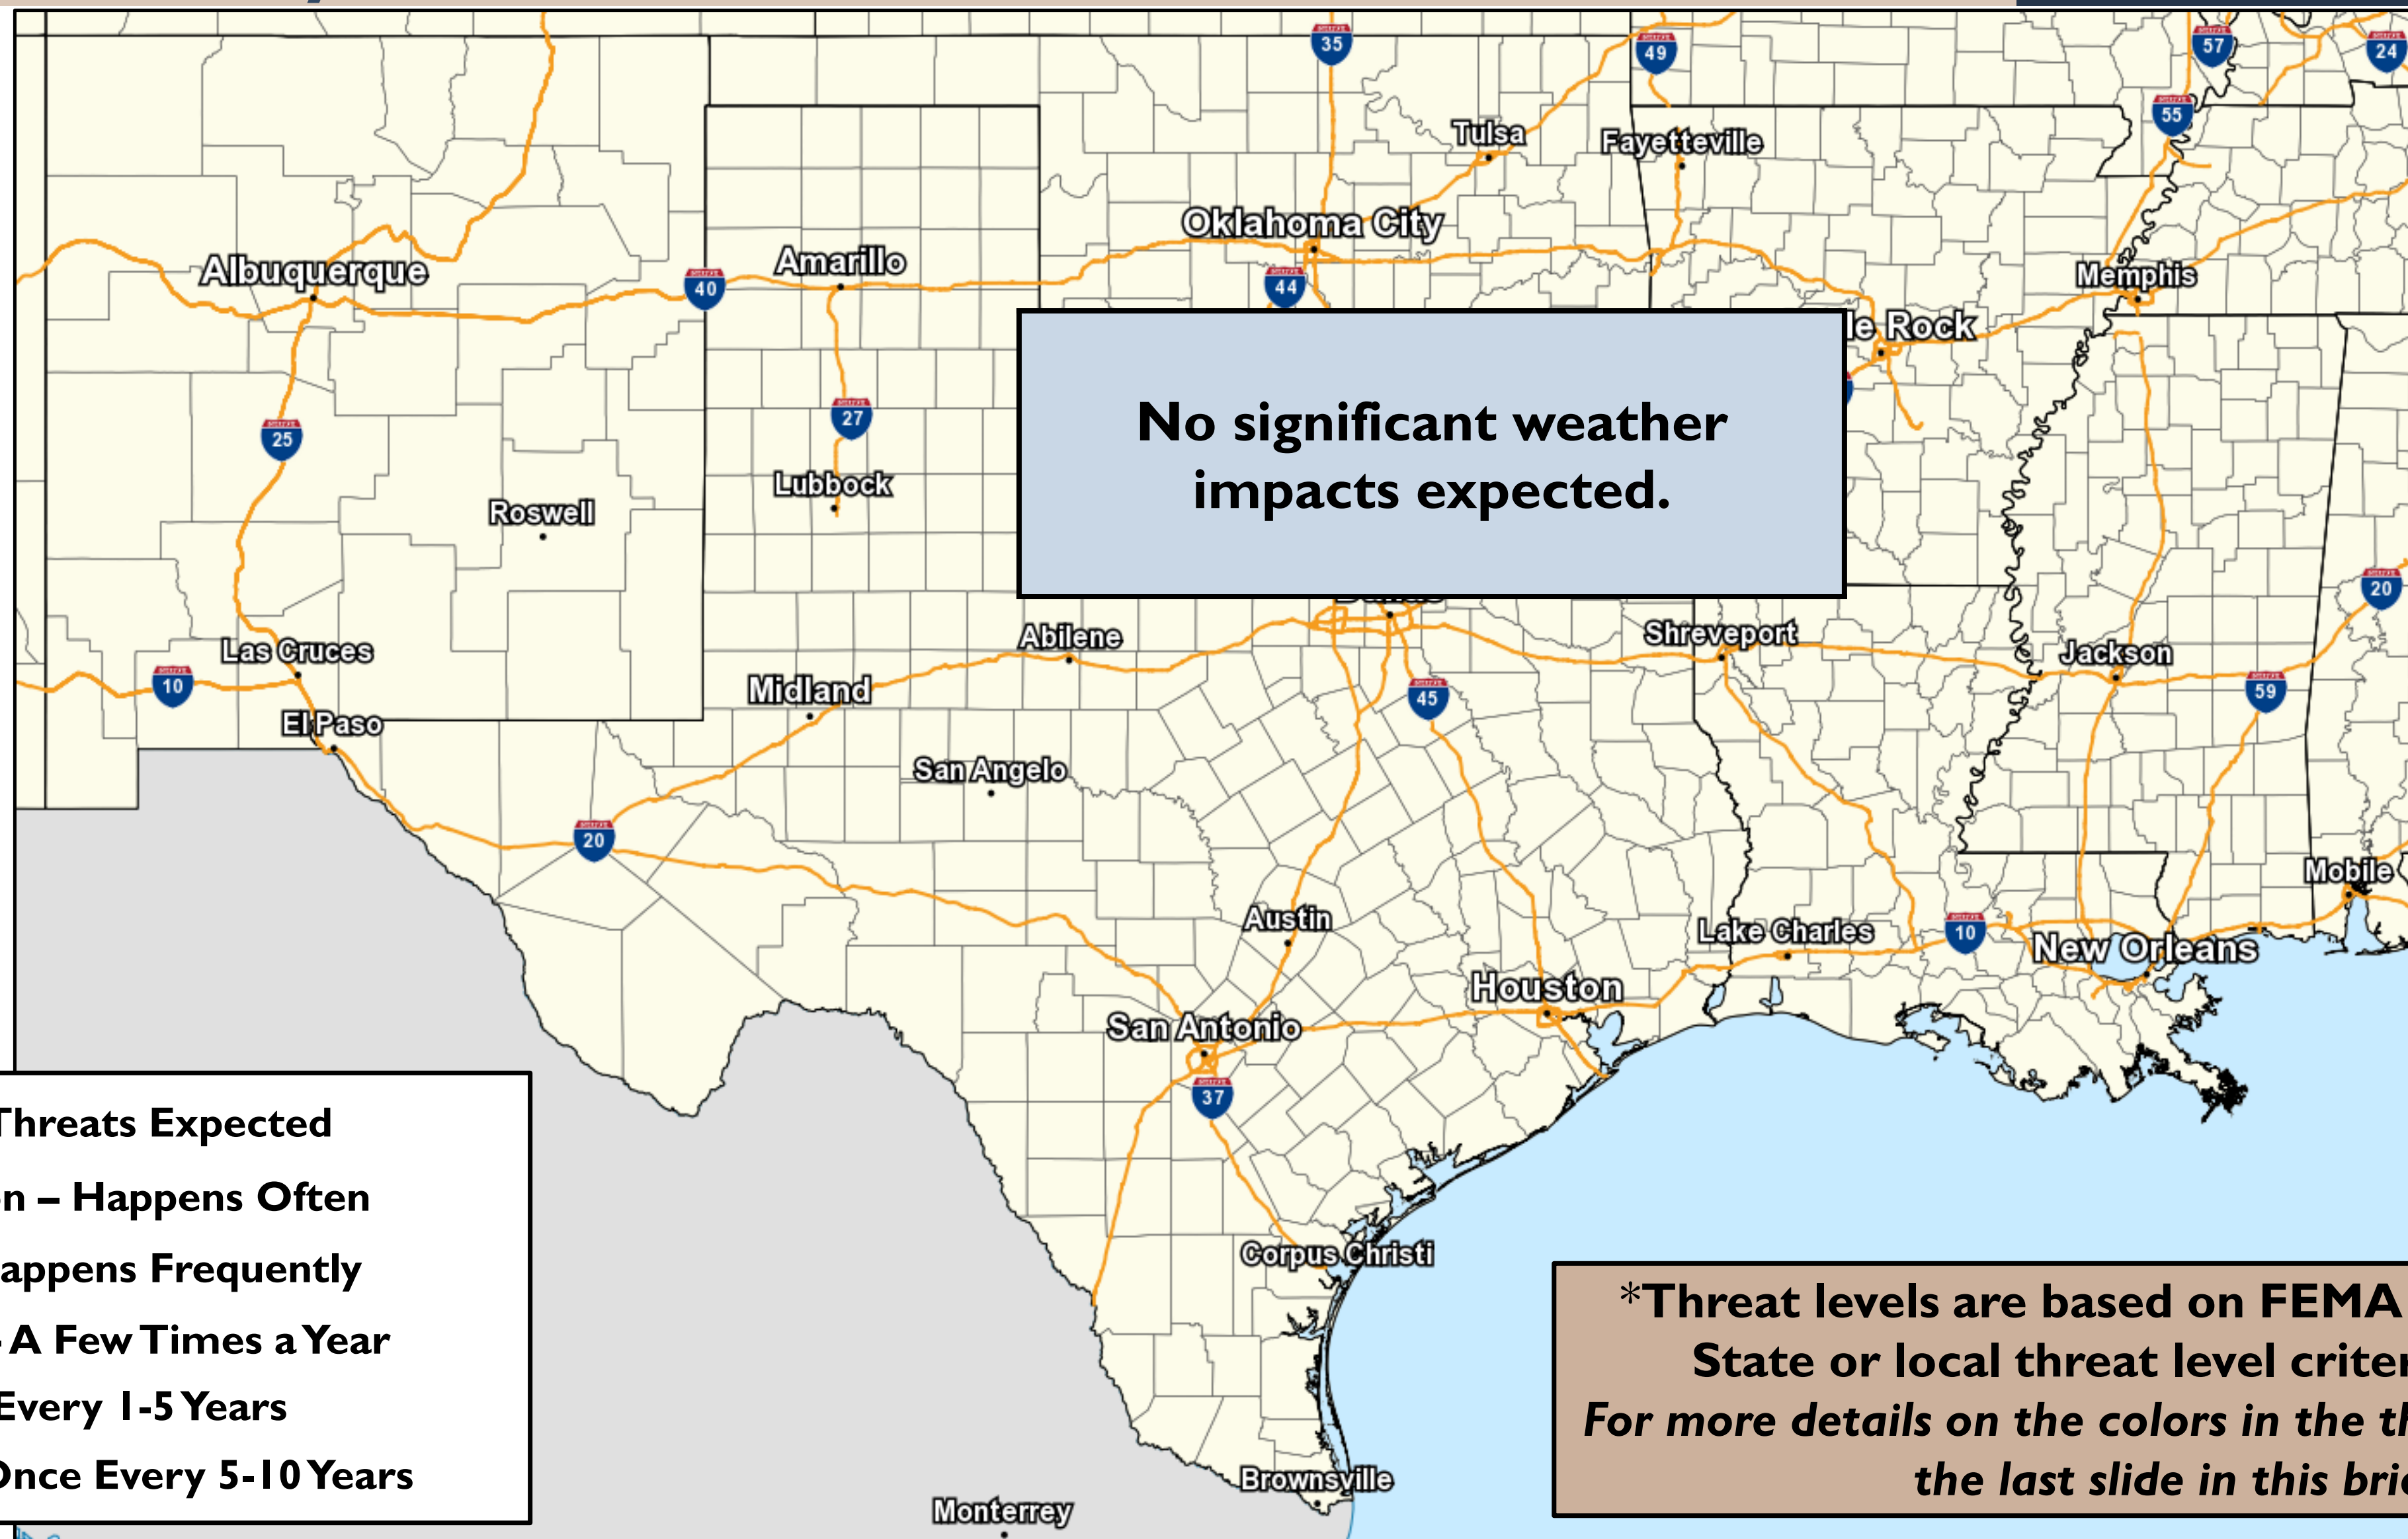 35
49
57
24
55
Tulsa
Fayetteville
Oklahoma City
Albuquerque
Amarillo
40
44
Memphis
Rock
No significant weather
impacts expected.
25
27
Lubbock
Roswell
20
Las Cruces
Abilene
Shreveport
Jackson
10
Midland
45
59
El Paso
San Angelo
20
Mobile
Austin
Lake Charles
10
New Orleans
Houston
San Antonio
37
Threats Expected
– Happens Often
Corpus Christi
Frequently
*Threat levels are based on FEMA
- A Few Times a Year
State or local threat level
Every 1-5 Years
For more details on the colors in the
Once Every 5-10 Years
the last slide in this
Brownsville
Monterrey